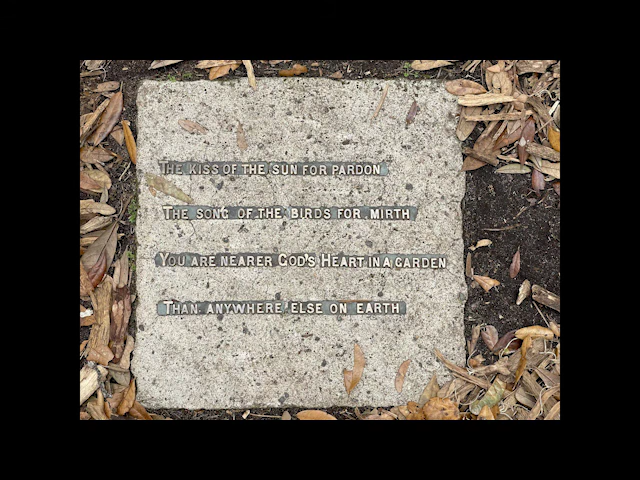 The kiss of the sun for pardon
The song of the birds for mirth
You are nearer God's Heart in a garden
Than anywhere else on earth